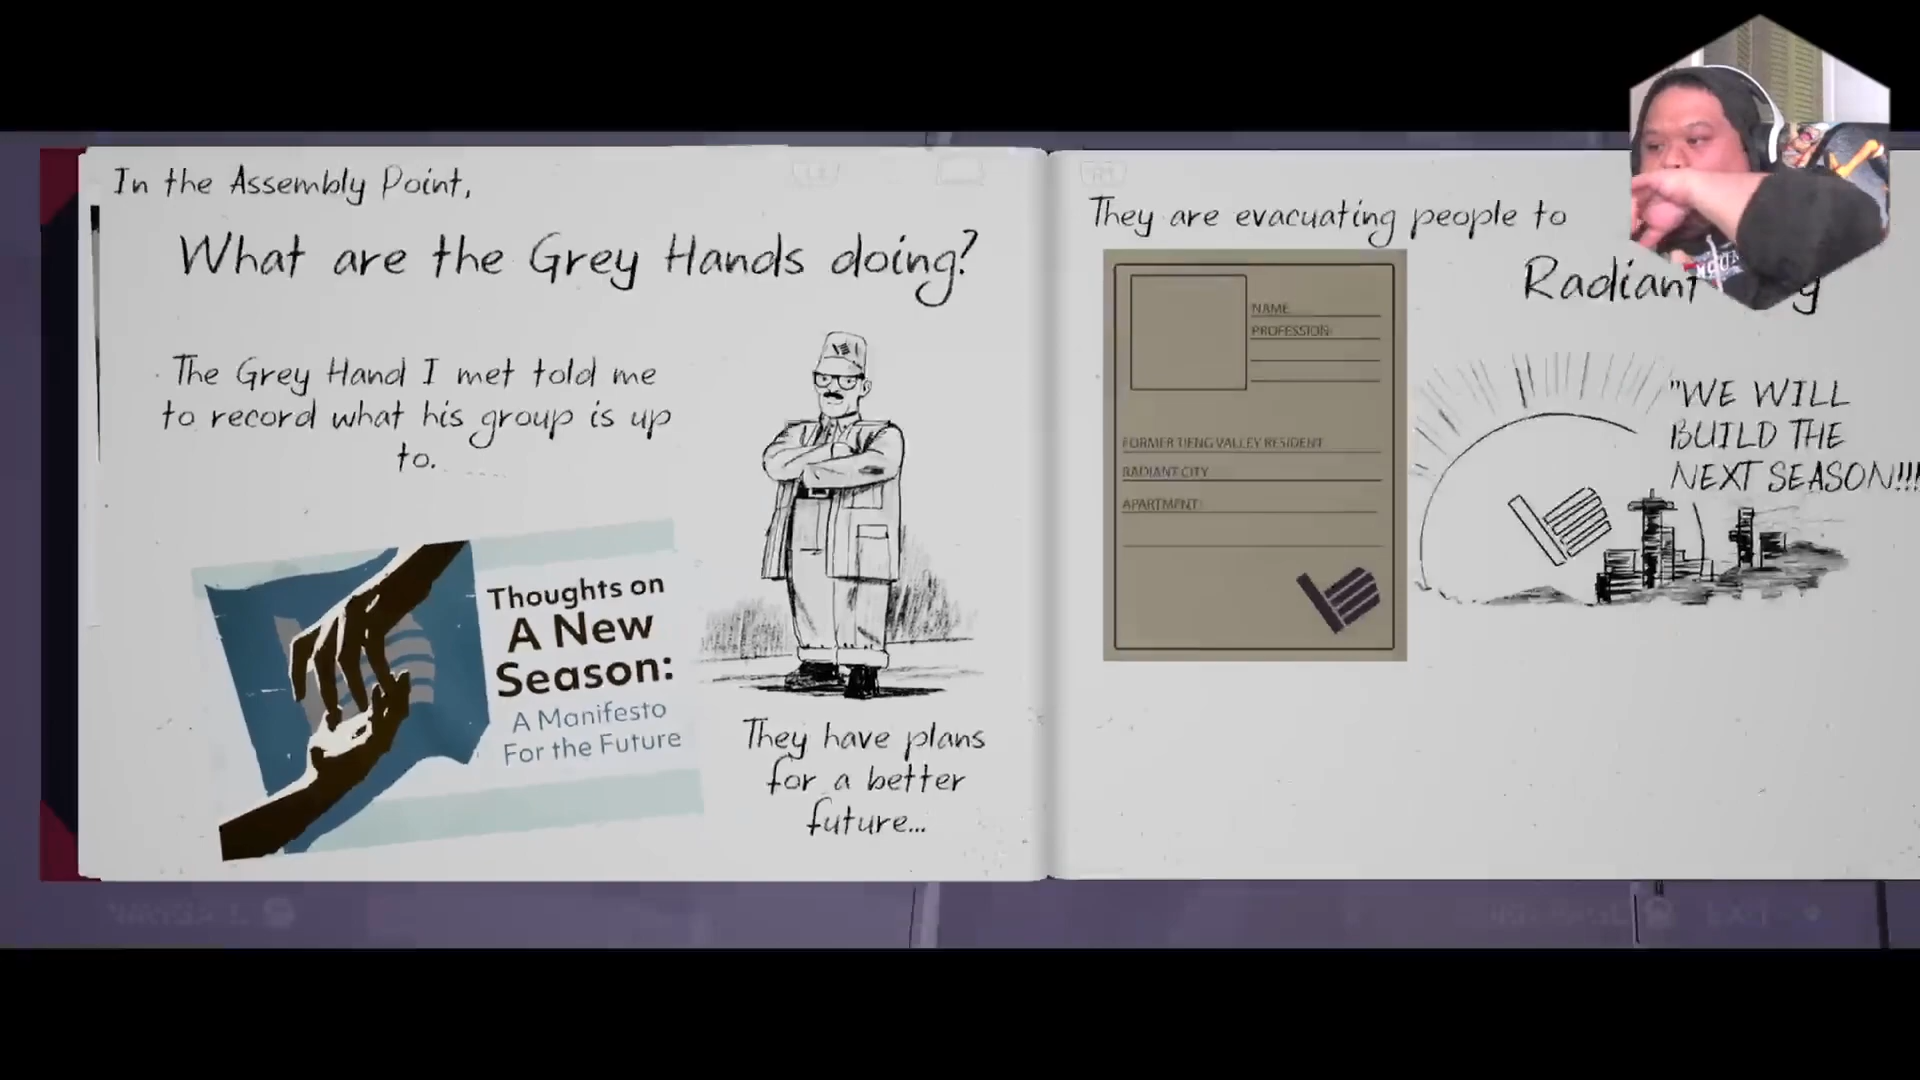 In the Assembly Point,
What are the Grey Hands doing?
The Grey Hand I met told me
to record what his group is up
to.
Thoughts on
A New
Season:
A Manifesto
For the Future
They have plans
for a better
future...
They are evacuating people to
Radiant
NAME
PROFESSION:
FORMER TIENG VALLEY RESIDENT
RADIANT CITY
APARTMENT:
"WE WILL
BUILD THE
NEXT SEASON!!!